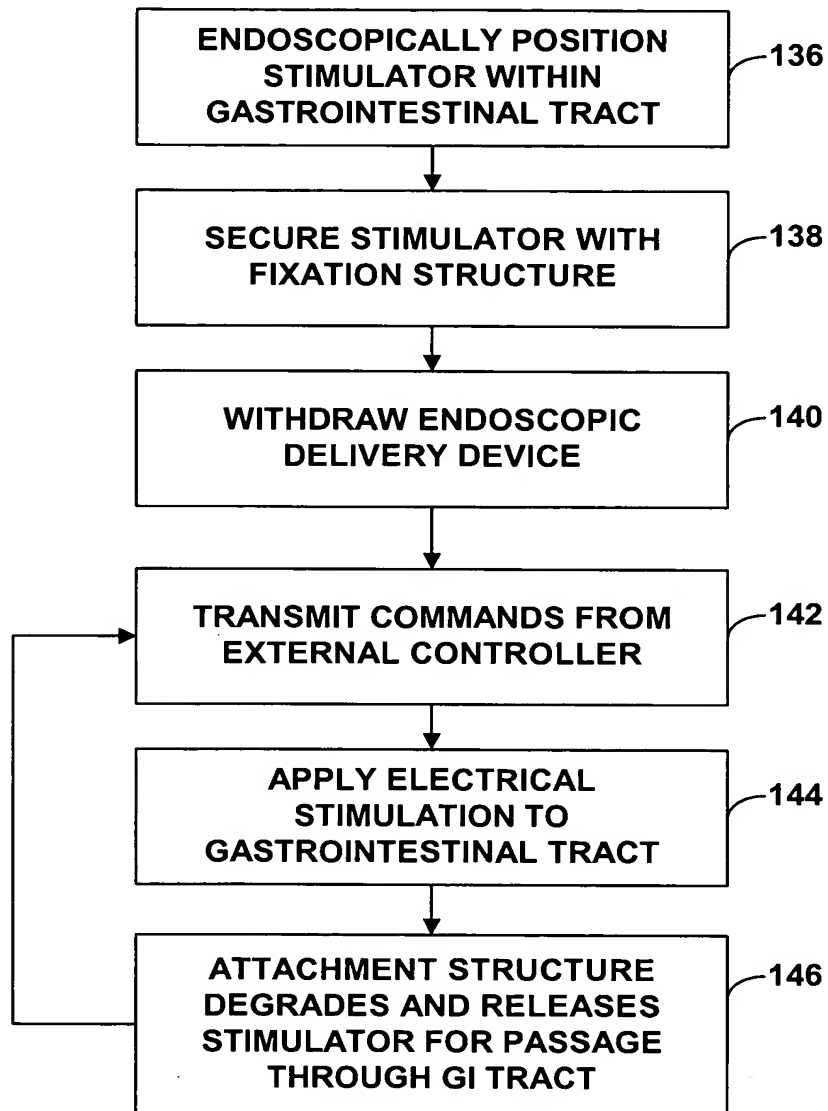 ENDOSCOPICALLY POSITION
STIMULATOR WITHIN
GASTROINTESTINAL TRACT
136
SECURE STIMULATOR WITH
FIXATION STRUCTURE
138
WITHDRAW ENDOSCOPIC
DELIVERY DEVICE
140
TRANSMIT COMMANDS FROM
EXTERNAL CONTROLLER
142
APPLY ELECTRICAL
STIMULATION TO
GASTROINTESTINAL TRACT
144
ATTACHMENT STRUCTURE
DEGRADES AND RELEASES
STIMULATOR FOR PASSAGE
THROUGH GI TRACT
146